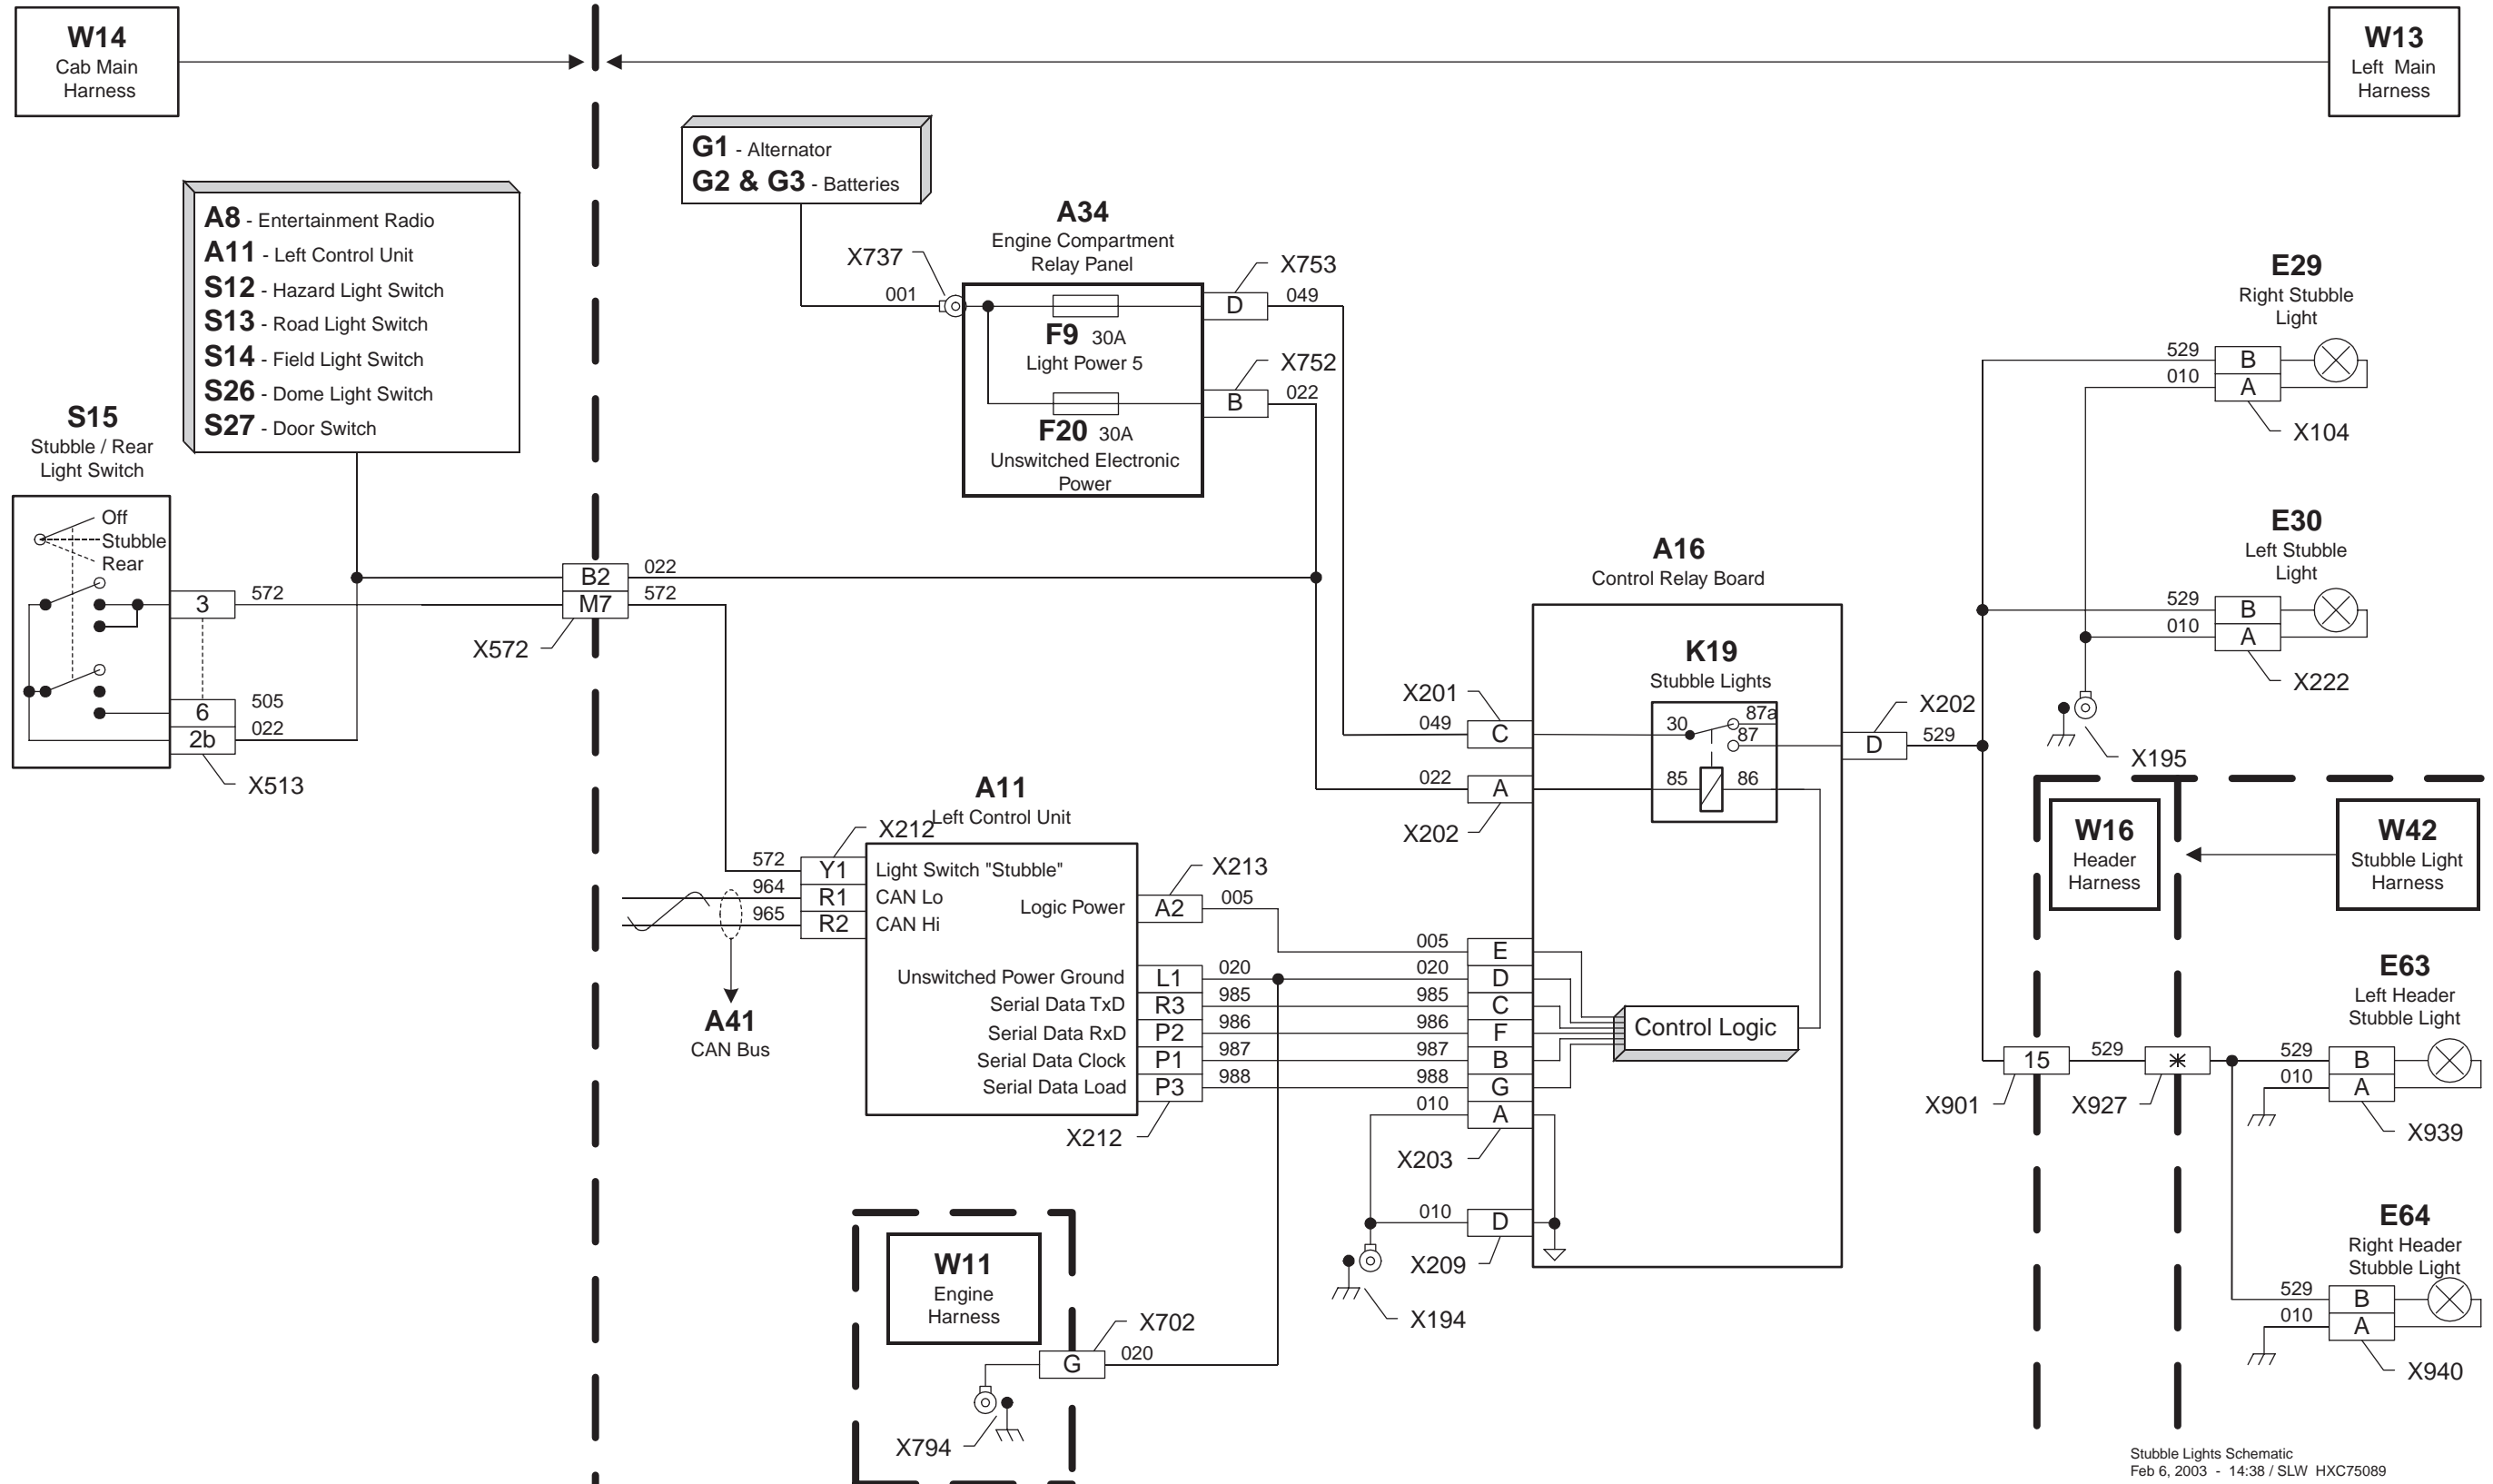 W14
Cab Main
Harness
W13
Left Main
Harness
G1 - Alternator
G2 & G3 - Batteries
A8 - Entertainment Radio
A11 - Left Control Unit
S12 - Hazard Light Switch
S13 - Road Light Switch
S14 - Field Light Switch
S26 - Dome Light Switch
S27 - Door Switch
S15
Stubble / Rear
Light Switch
Off
Stubble
Rear
3
572
6
505
2b
022
X513
B2
022
M7
572
X572
A34
Engine Compartment
Relay Panel
X737
001
F9 30A
Light Power 5
F20 30A
Unswitched Electronic
Power
X753
D
049
X752
B
022
A16
Control Relay Board
K19
Stubble Lights
30
87a
87
85
86
X201
049
C
022
A
X202
X202
D
529
A11
Left Control Unit
X212
572
Y1
Light Switch "Stubble"
964
R1
CAN Lo
965
R2
CAN Hi
A41
CAN Bus
X213
Logic Power
A2
005
Unswitched Power Ground
L1
020
Serial Data TxD
R3
985
Serial Data RxD
P2
986
Serial Data Clock
P1
987
Serial Data Load
P3
988
X212
005
E
020
D
985
C
986
F
987
B
988
G
010
A
X203
010
D
X209
X194
Control Logic
W11
Engine
Harness
X702
G
020
X794
E29
Right Stubble
Light
529
B
010
A
X104
E30
Left Stubble
Light
529
B
010
A
X222
X195
W16
Header
Harness
W42
Stubble Light
Harness
15
529
X901
X927
E63
Left Header
Stubble Light
529
B
010
A
X939
E64
Right Header
Stubble Light
529
B
010
A
X940
Stubble Lights Schematic
Feb 6, 2003 - 14:38 / SLW HXC75089